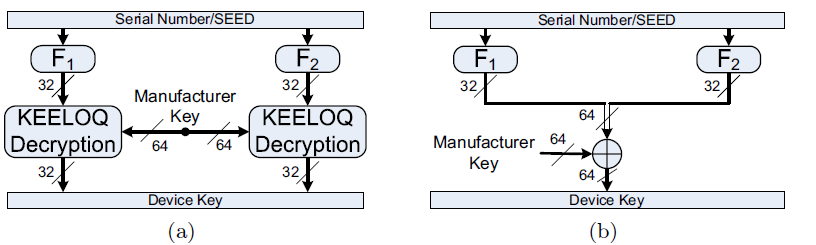 Serial Number/SEED
F1
F2
32
32
Manufacturer
Key
KEELOQ
Decryption
KEELOQ
Decryption
64
64
32
32
Device Key
(a)
Serial Number/SEED
F1
F2
32
32
64
Manufacturer
Key
64
64
Device Key
(b)